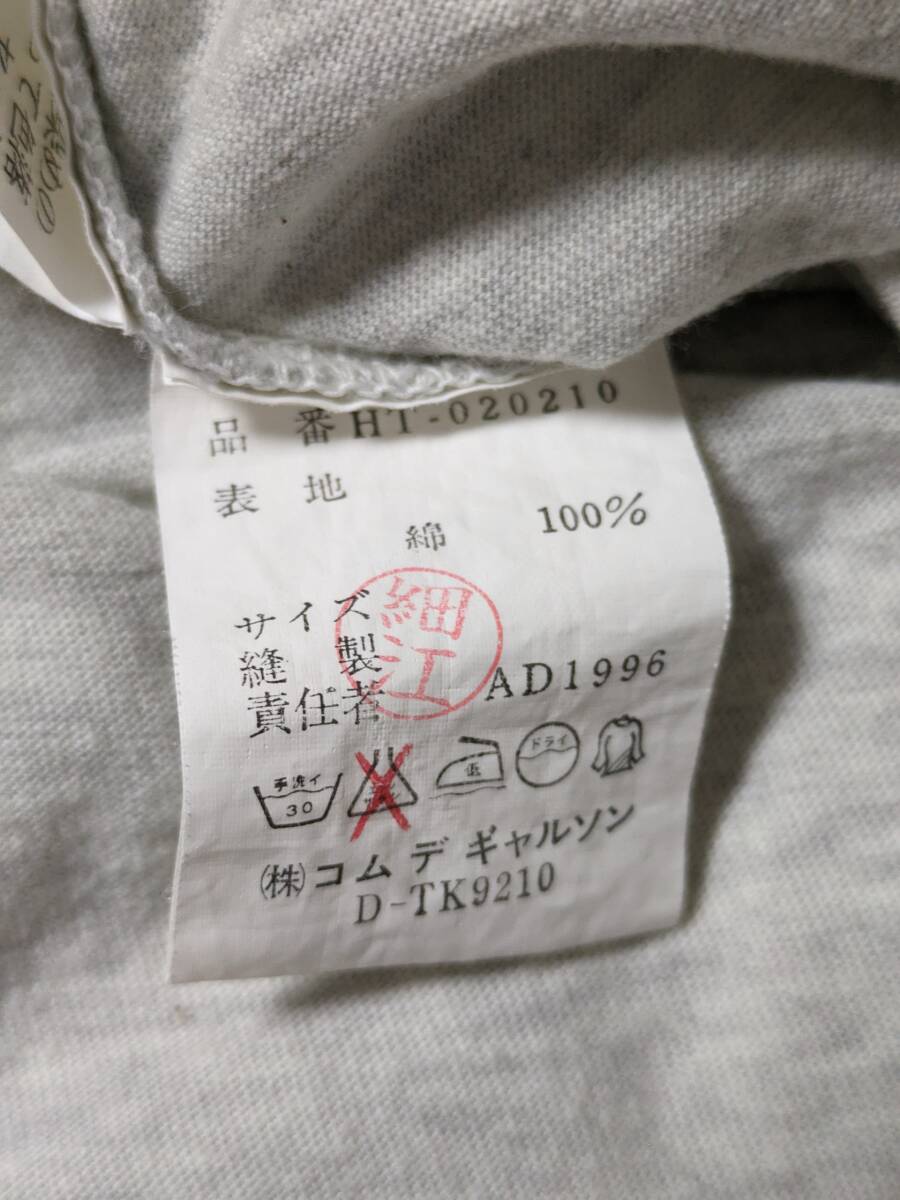 品番 HT-020210
表地
綿 100%
サイズ
縫製
責任者
細江
AD1996
手洗イ
30
低
ドライ
㈱コム デ ギャルソン
D-TK9210